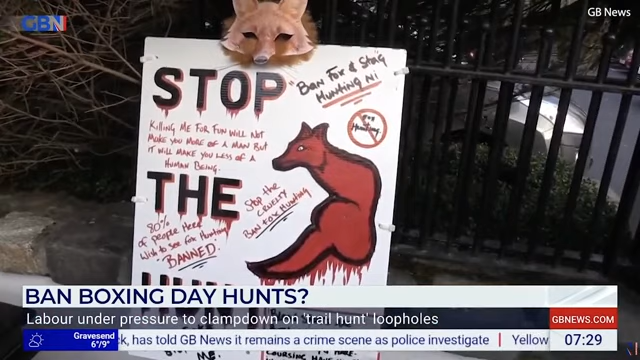 GBN
GB News
STOP
BAN FOX & STAG
HUNTING NI
KILLING ME FOR FUN WILL NOT
MAKE YOU MORE OF A MAN BUT
IT WILL MAKE YOU LESS OF A
HUMAN BEING.
FOX
HUNTING
THE
Stop the
CRUELTY
BAN FOX HUNTING
80%
of people
Wish to see Fox Hunting
"BANNED"
BAN BOXING DAY HUNTS?
Labour under pressure to clampdown on 'trail hunt' loopholes
GBNEWS.COM
Gravesend
6°/9°
k, has told GB News it remains a crime scene as police investigate | Yellow
07:29
ME.